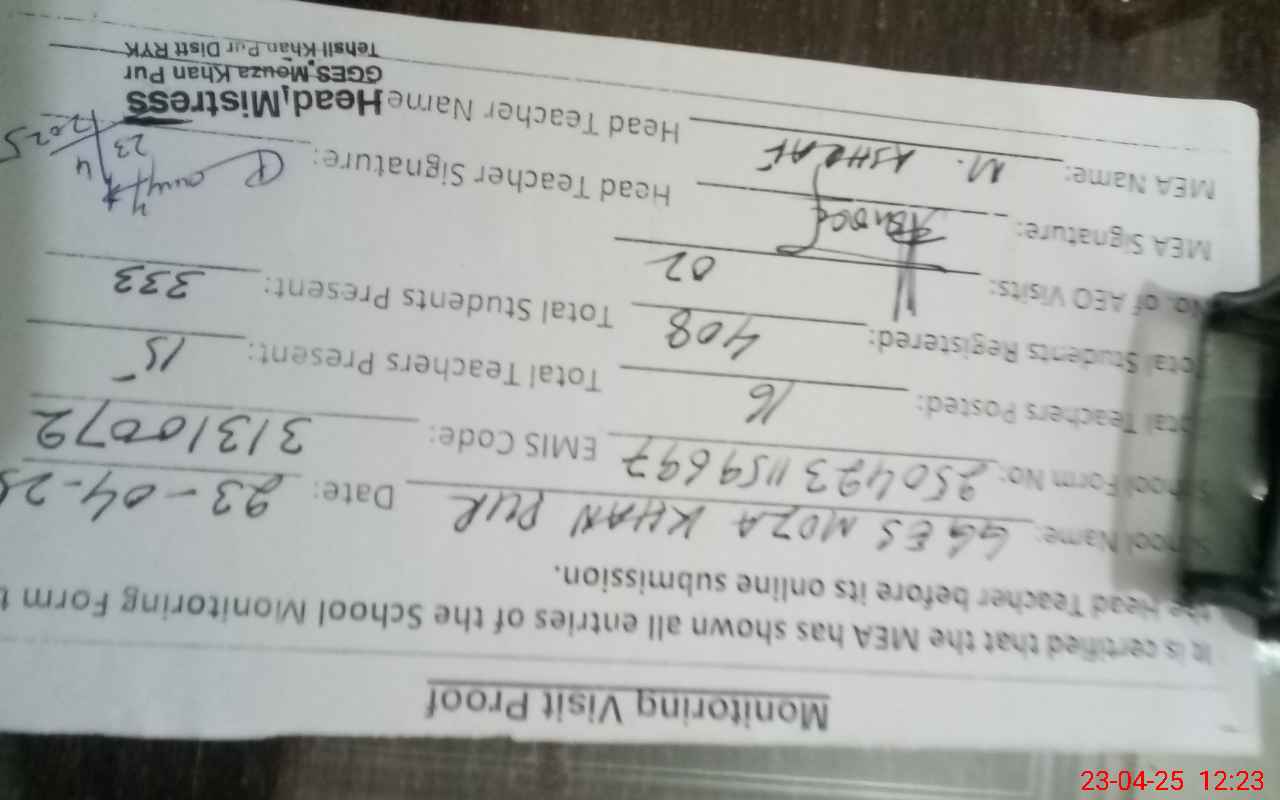 Monitoring Visit Proof
It is certified that the MEA has shown all entries of the School Monitoring Form t
the Head Teacher before its online submission.
School Name: GGES MOZA KHAN PUR Date: 23-04-25
School Form No: 2504231159697 EMIS Code: 31310072
Total Teachers Posted: 16 Total Teachers Present: 15
Total Students Registered: 408 Total Students Present: 333
No. of AEO Visits: 02
MEA Signature: Head Teacher Signature: 23/4/2025
MEA Name: M. ASHRAF Head Teacher Name Head Mistress
GGES, Mouza Khan Pur
Tehsil Khan Pur Distt RYK
23-04-25 12:23